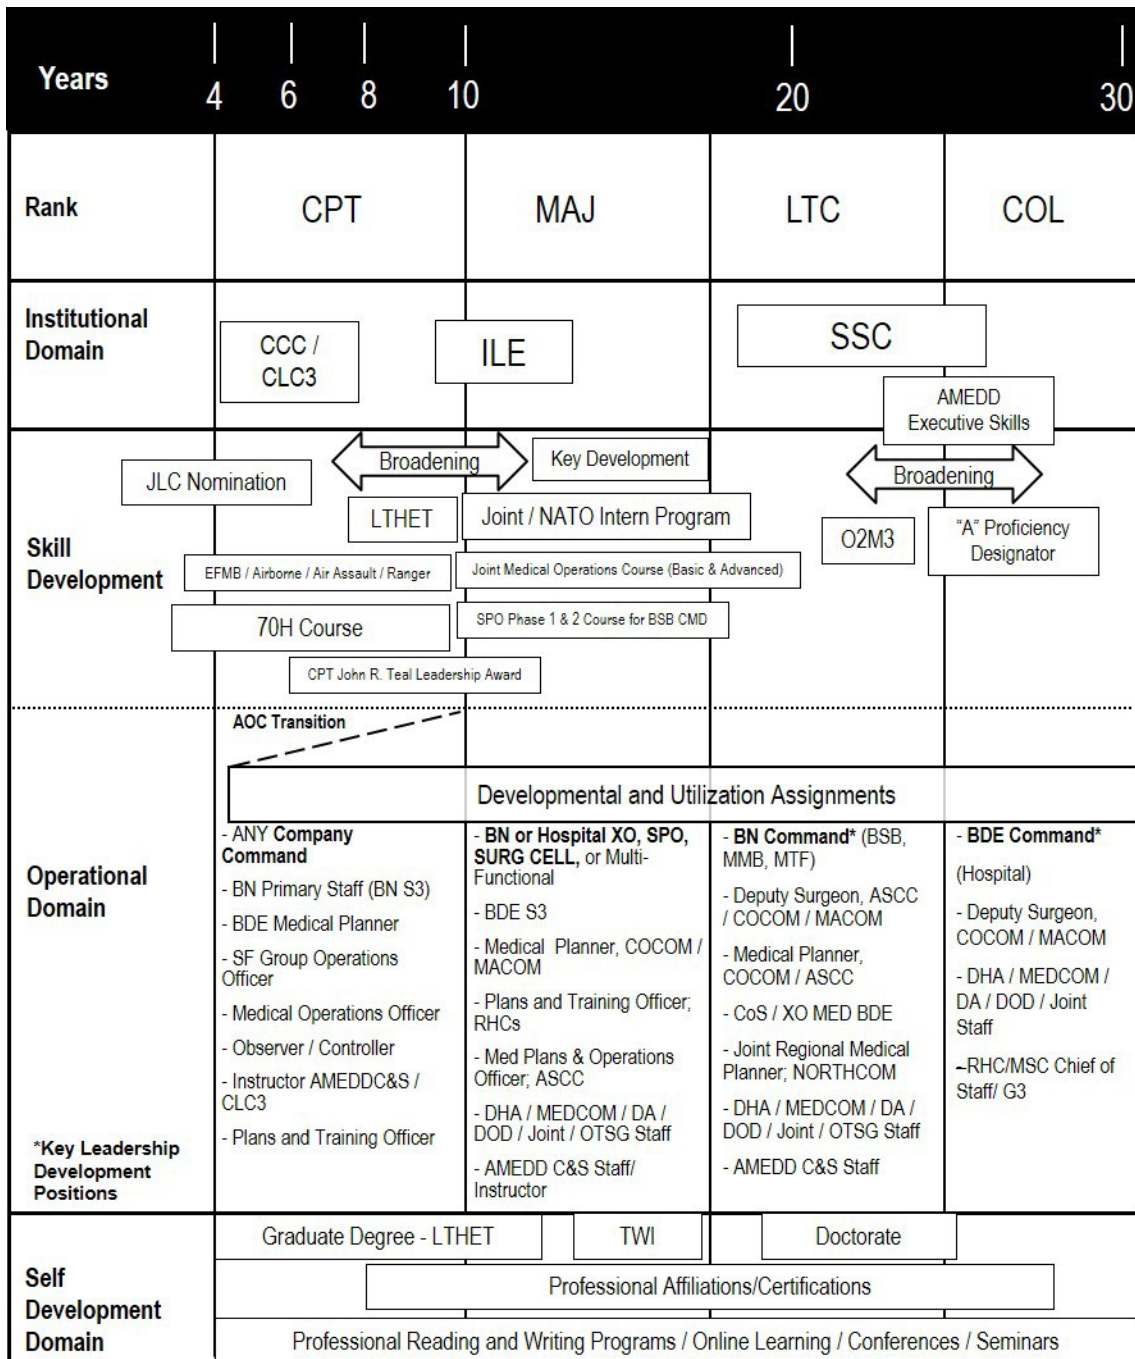 Years
4
6
8
10
20
30
Rank
CPT
MAJ
LTC
COL
Institutional
Domain
CCC /
CLC3
ILE
SSC
AMEDD
Executive Skills
Skill
Development
JLC Nomination
Broadening
Key Development
Broadening
LTHET
Joint / NATO Intern Program
O2M3
"A" Proficiency
Designator
EFMB / Airborne / Air Assault / Ranger
Joint Medical Operations Course (Basic & Advanced)
70H Course
SPO Phase 1 & 2 Course for BSB CMD
CPT John R. Teal Leadership Award
AOC Transition
Developmental and Utilization Assignments
Operational
Domain
*Key Leadership
Development
Positions
- ANY Company
Command
- BN Primary Staff (BN S3)
- BDE Medical Planner
- SF Group Operations
Officer
- Medical Operations Officer
- Observer / Controller
- Instructor AMEDDC&S /
CLC3
- Plans and Training Officer
- BN or Hospital XO, SPO,
SURG CELL, or Multi-
Functional
- BDE S3
- Medical Planner, COCOM /
MACOM
- Plans and Training Officer;
RHCs
- Med Plans & Operations
Officer; ASCC
- DHA / MEDCOM / DA /
DOD / Joint / OTSG Staff
- AMEDD C&S Staff/
Instructor
- BN Command* (BSB,
MMB, MTF)
- Deputy Surgeon, ASCC
/ COCOM / MACOM
- Medical Planner,
COCOM / ASCC
- CoS / XO MED BDE
- Joint Regional Medical
Planner; NORTHCOM
- DHA / MEDCOM / DA /
DOD / Joint / OTSG Staff
- AMEDD C&S Staff
- BDE Command*
(Hospital)
- Deputy Surgeon,
COCOM / MACOM
- DHA / MEDCOM /
DA / DOD / Joint
Staff
-RHC/MSC Chief of
Staff/ G3
Self
Development
Domain
Graduate Degree - LTHET
TWI
Doctorate
Professional Affiliations/Certifications
Professional Reading and Writing Programs / Online Learning / Conferences / Seminars